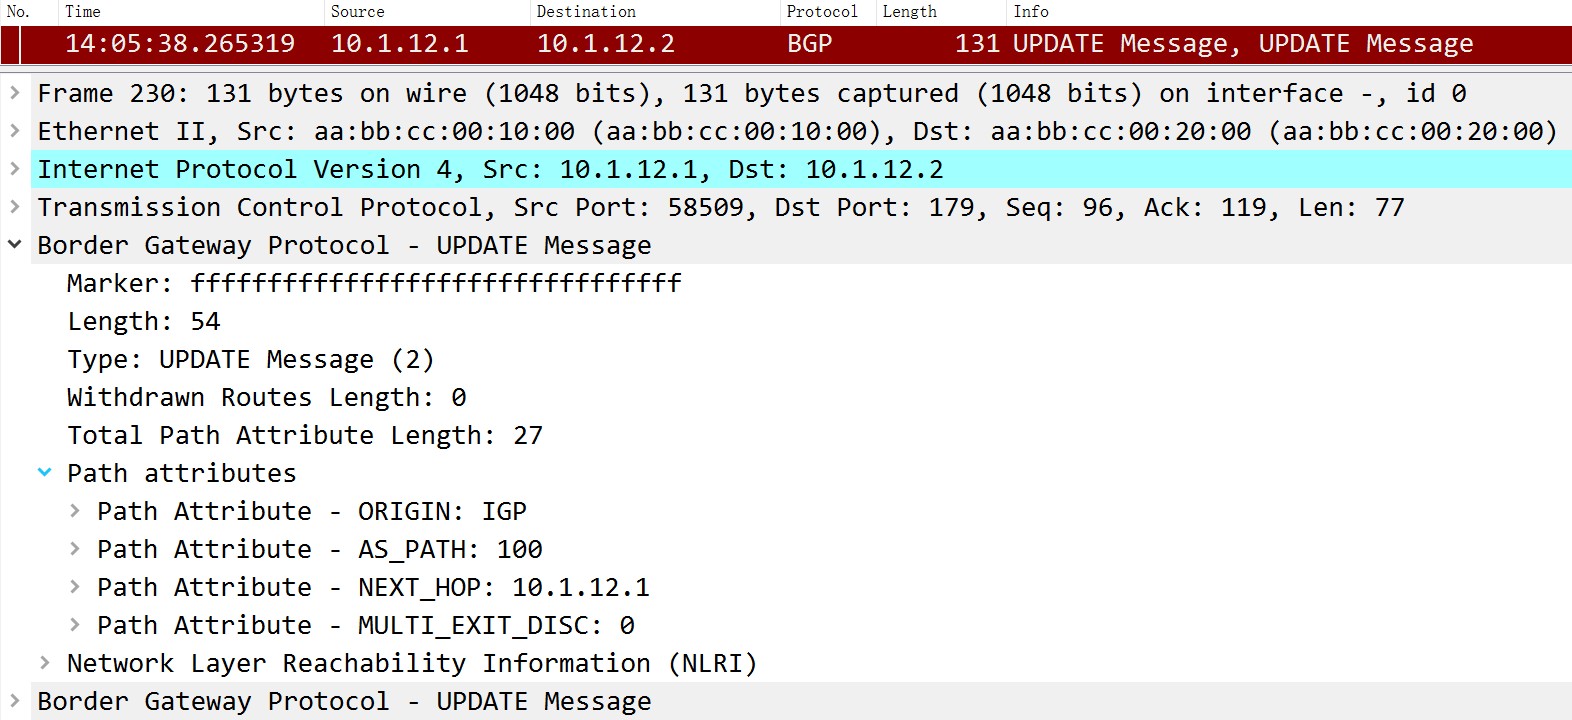 No. Time Source Destination Protocol Length Info
14:05:38.265319 10.1.12.1 10.1.12.2 BGP 131 UPDATE Message, UPDATE Message
Frame 230: 131 bytes on wire (1048 bits), 131 bytes captured (1048 bits) on interface -, id 0
Ethernet II, Src: aa:bb:cc:00:10:00 (aa:bb:cc:00:10:00), Dst: aa:bb:cc:00:20:00 (aa:bb:cc:00:20:00)
Internet Protocol Version 4, Src: 10.1.12.1, Dst: 10.1.12.2
Transmission Control Protocol, Src Port: 58509, Dst Port: 179, Seq: 96, Ack: 119, Len: 77
Border Gateway Protocol - UPDATE Message
Marker: ffffffffffffffffffffffffffffffff
Length: 54
Type: UPDATE Message (2)
Withdrawn Routes Length: 0
Total Path Attribute Length: 27
Path attributes
Path Attribute - ORIGIN: IGP
Path Attribute - AS_PATH: 100
Path Attribute - NEXT_HOP: 10.1.12.1
Path Attribute - MULTI_EXIT_DISC: 0
Network Layer Reachability Information (NLRI)
Border Gateway Protocol - UPDATE Message